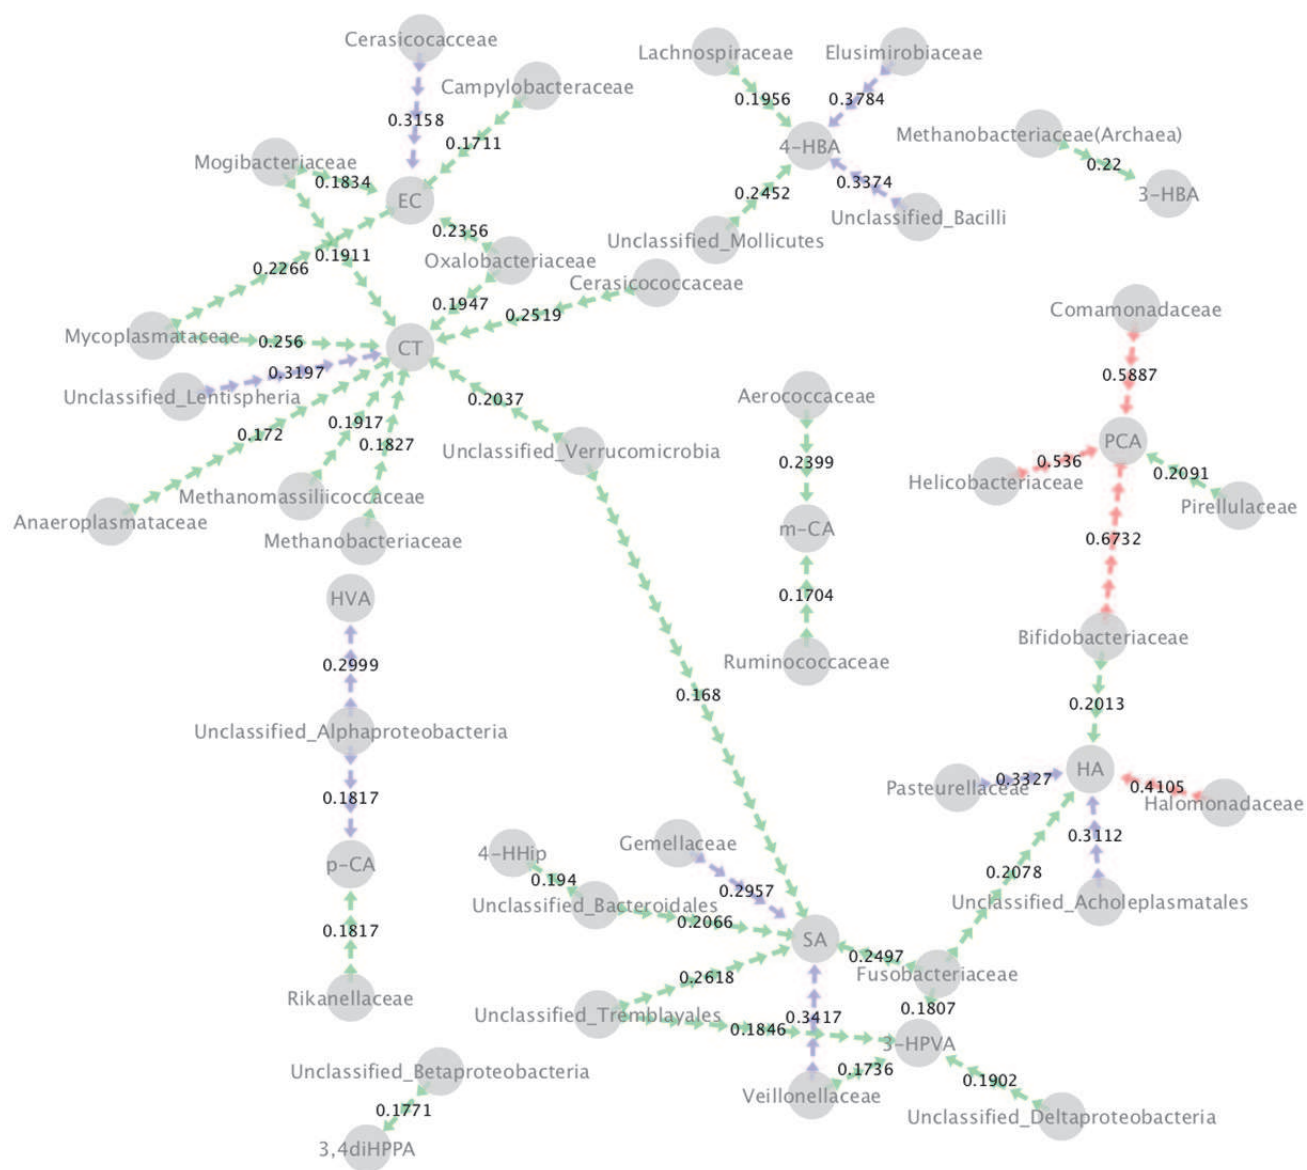 Cerasicocacceae
Lachnospiraceae
Elusimirobiaceae
Campylobacteraceae
0.1956
0.3784
0.3158
Methanobacteriaceae(Archaea)
0.1711
4-HBA
Mogibacteriaceae
0.22
0.1834
0.3374
0.2452
3-HBA
EC
Unclassified_Bacilli
0.2356
Unclassified_Mollicutes
0.1911
Oxalobacteriaceae
0.2266
Cerasicococcaceae
0.1947
0.2519
Comamonadaceae
Mycoplasmataceae
0.256
CT
0.3197
0.5887
Unclassified_Lentispheria
0.2037
Aerococcaceae
0.1917
0.172
0.1827
PCA
Unclassified_Verrucomicrobia
0.2399
0.536
0.2091
Helicobacteriaceae
Methanomassiliicoccaceae
Pirellulaceae
Anaeroplasmataceae
m-CA
Methanobacteriaceae
0.6732
HVA
0.1704
Bifidobacteriaceae
0.2999
Ruminococcaceae
0.168
0.2013
Unclassified_Alphaproteobacteria
HA
0.3327
Pasteurellaceae
0.4105
Halomonadaceae
0.1817
0.3112
Gemellaceae
4-HHip
p-CA
0.2078
0.194
0.2957
Unclassified_Bacteroidales
Unclassified_Acholeplasmatales
0.2066
0.1817
SA
0.2497
Fusobacteriaceae
0.2618
Rikanellaceae
0.1807
Unclassified_Tremblayales
0.3417
0.1846
3-HPVA
Unclassified_Betaproteobacteria
0.1736
0.1902
Veillonellaceae
0.1771
Unclassified_Deltaproteobacteria
3,4diHPPA